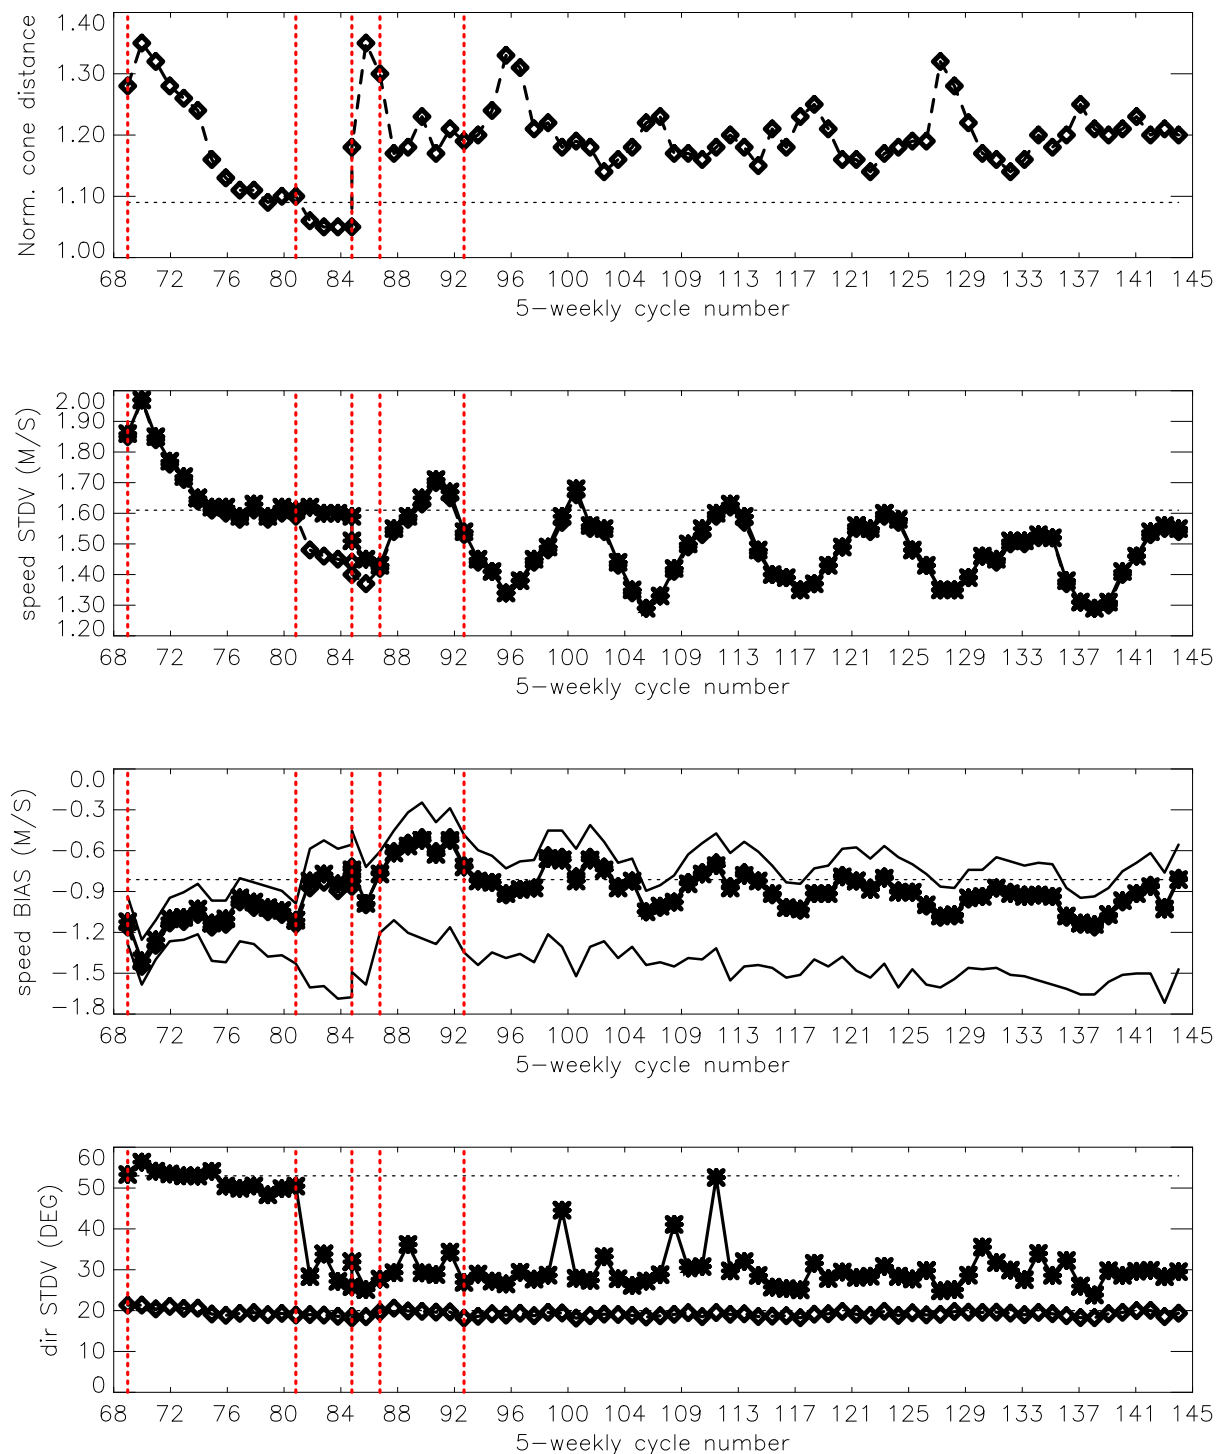 Norm. cone distance
1.40
1.30
1.20
1.10
1.00
68 72 76 80 84 88 92 96 100 104 109 113 117 121 125 129 133 137 141 145
5-weekly cycle number
speed STDV (M/S)
2.00
1.90
1.80
1.70
1.60
1.50
1.40
1.30
1.20
68 72 76 80 84 88 92 96 100 104 109 113 117 121 125 129 133 137 141 145
5-weekly cycle number
speed BIAS (M/S)
0.0
-0.3
-0.6
-0.9
-1.2
-1.5
-1.8
68 72 76 80 84 88 92 96 100 104 109 113 117 121 125 129 133 137 141 145
5-weekly cycle number
dir STDV (DEG)
60
50
40
30
20
10
0
68 72 76 80 84 88 92 96 100 104 109 113 117 121 125 129 133 137 141 145
5-weekly cycle number